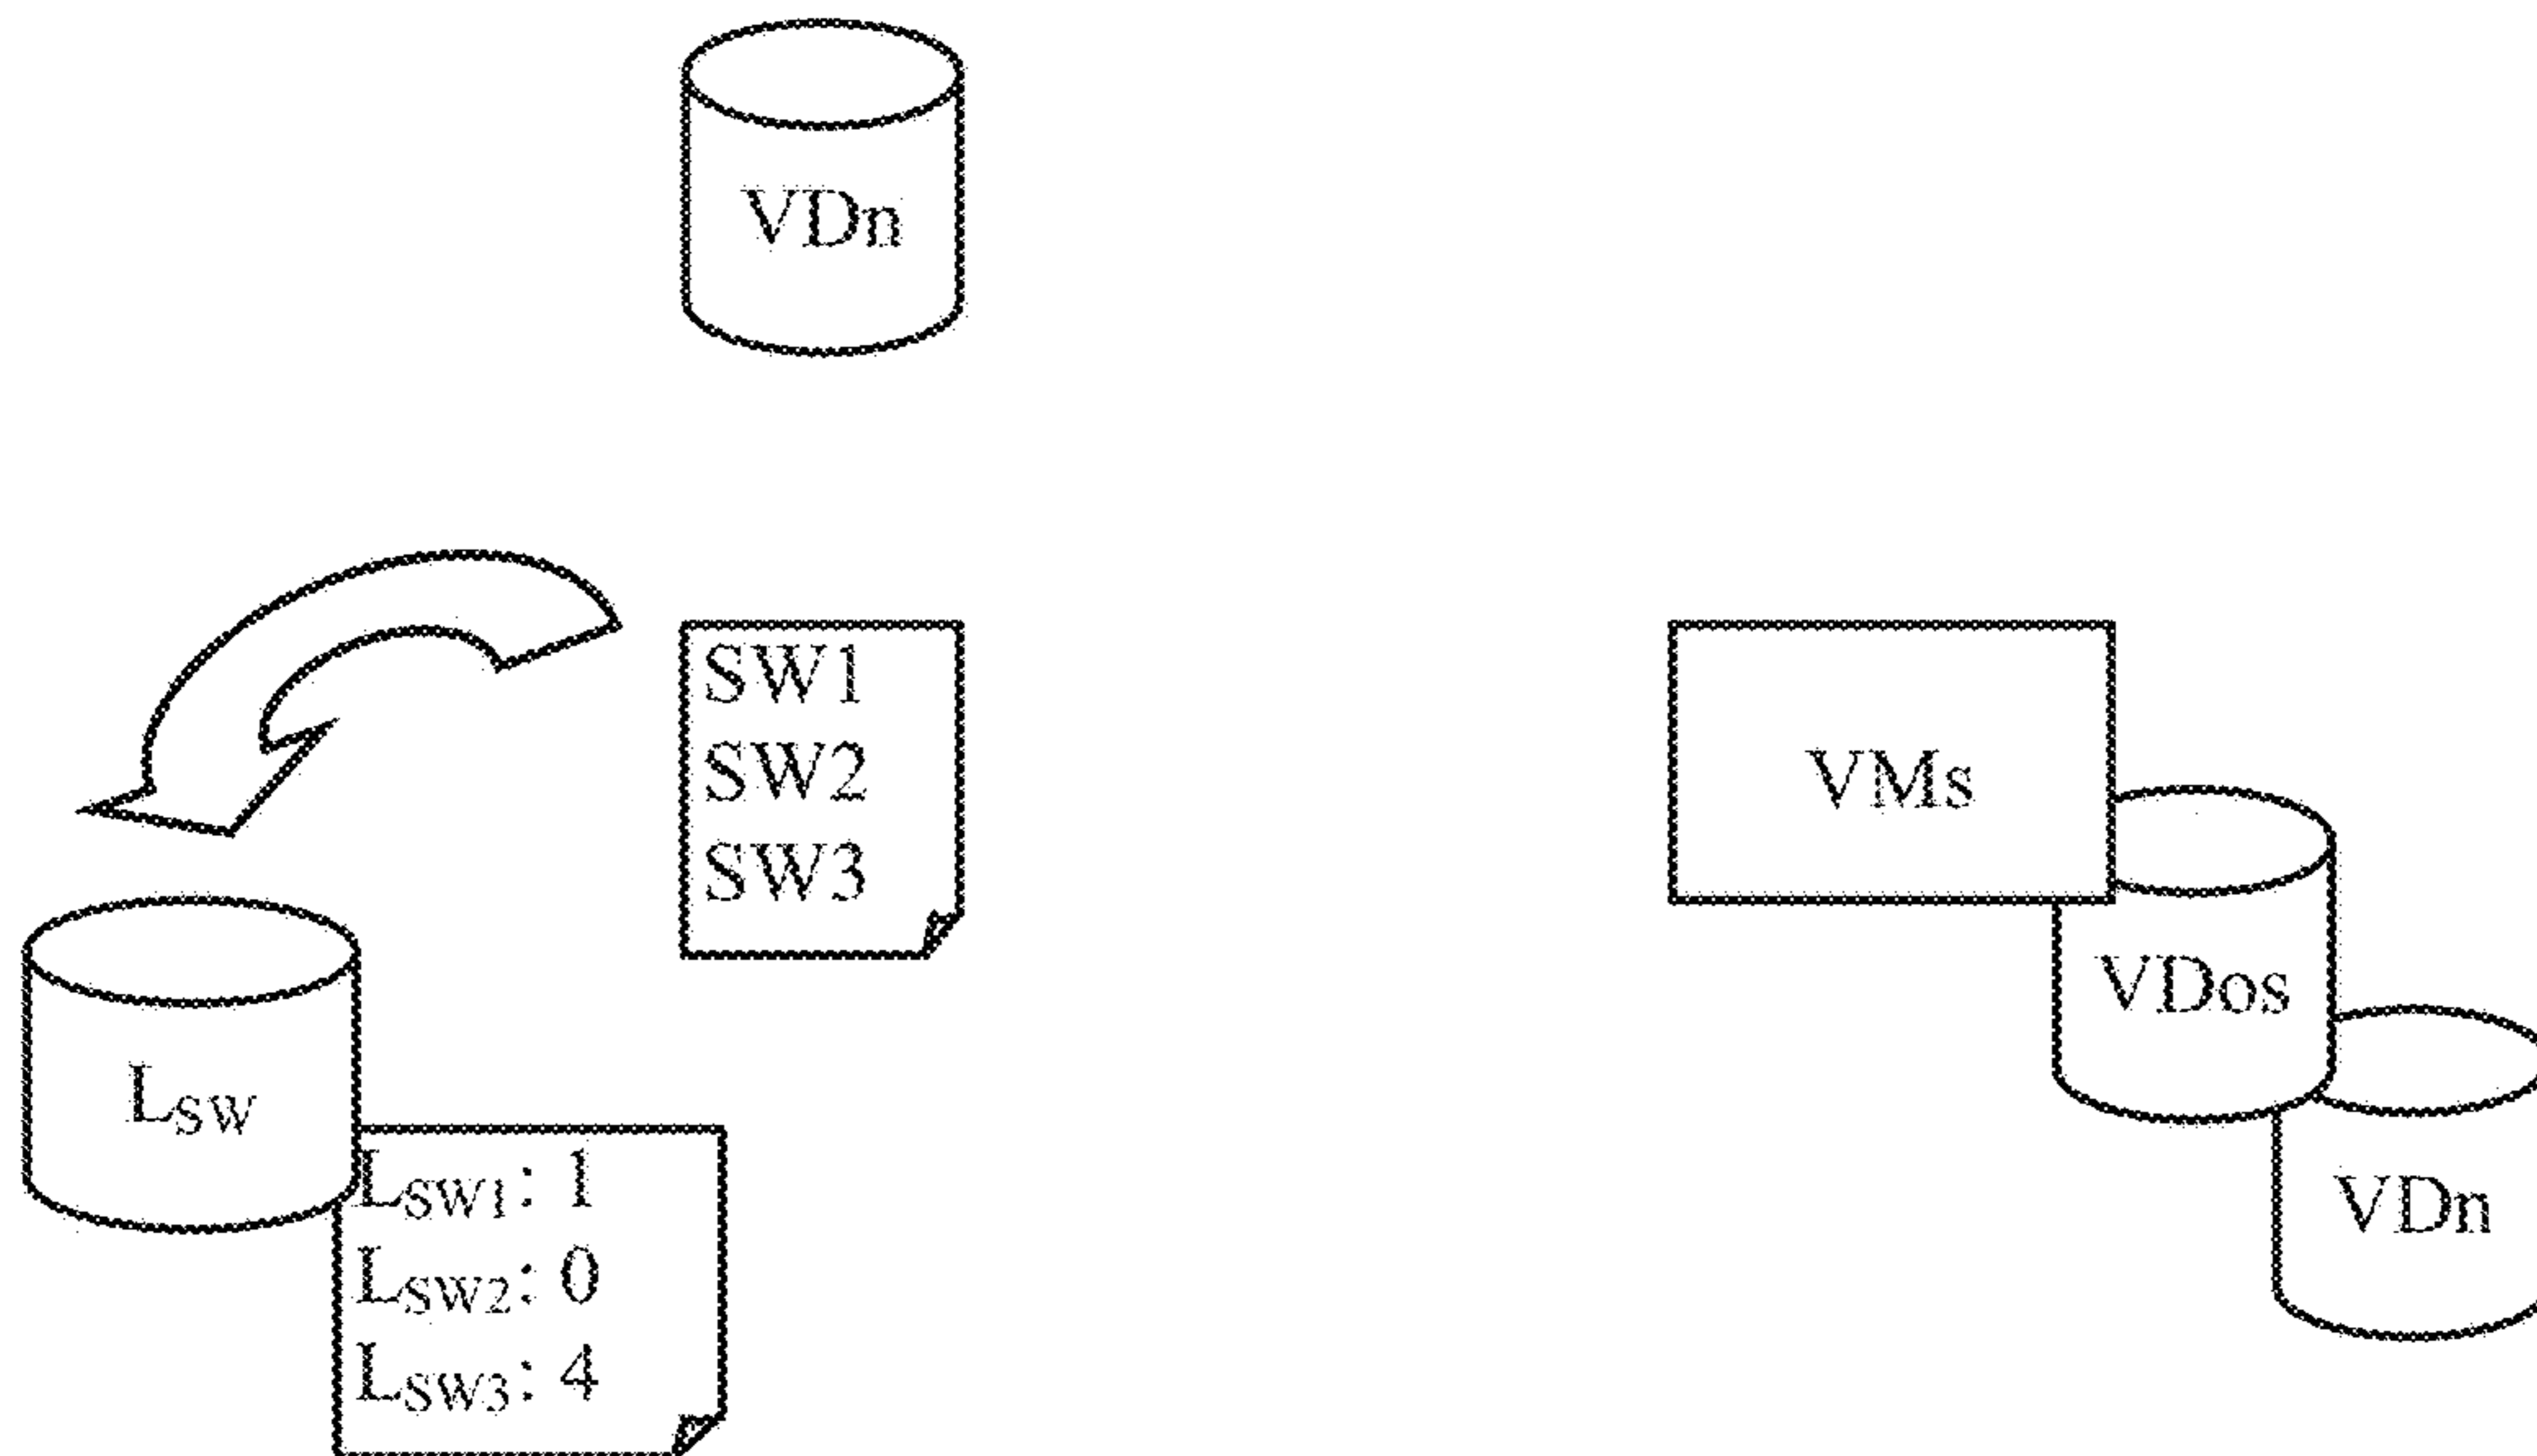 VDn
SW1
SW2
SW3
VMs
VDos
LSW
VDn
LSW1: 1
LSW2: 0
LSW3: 4